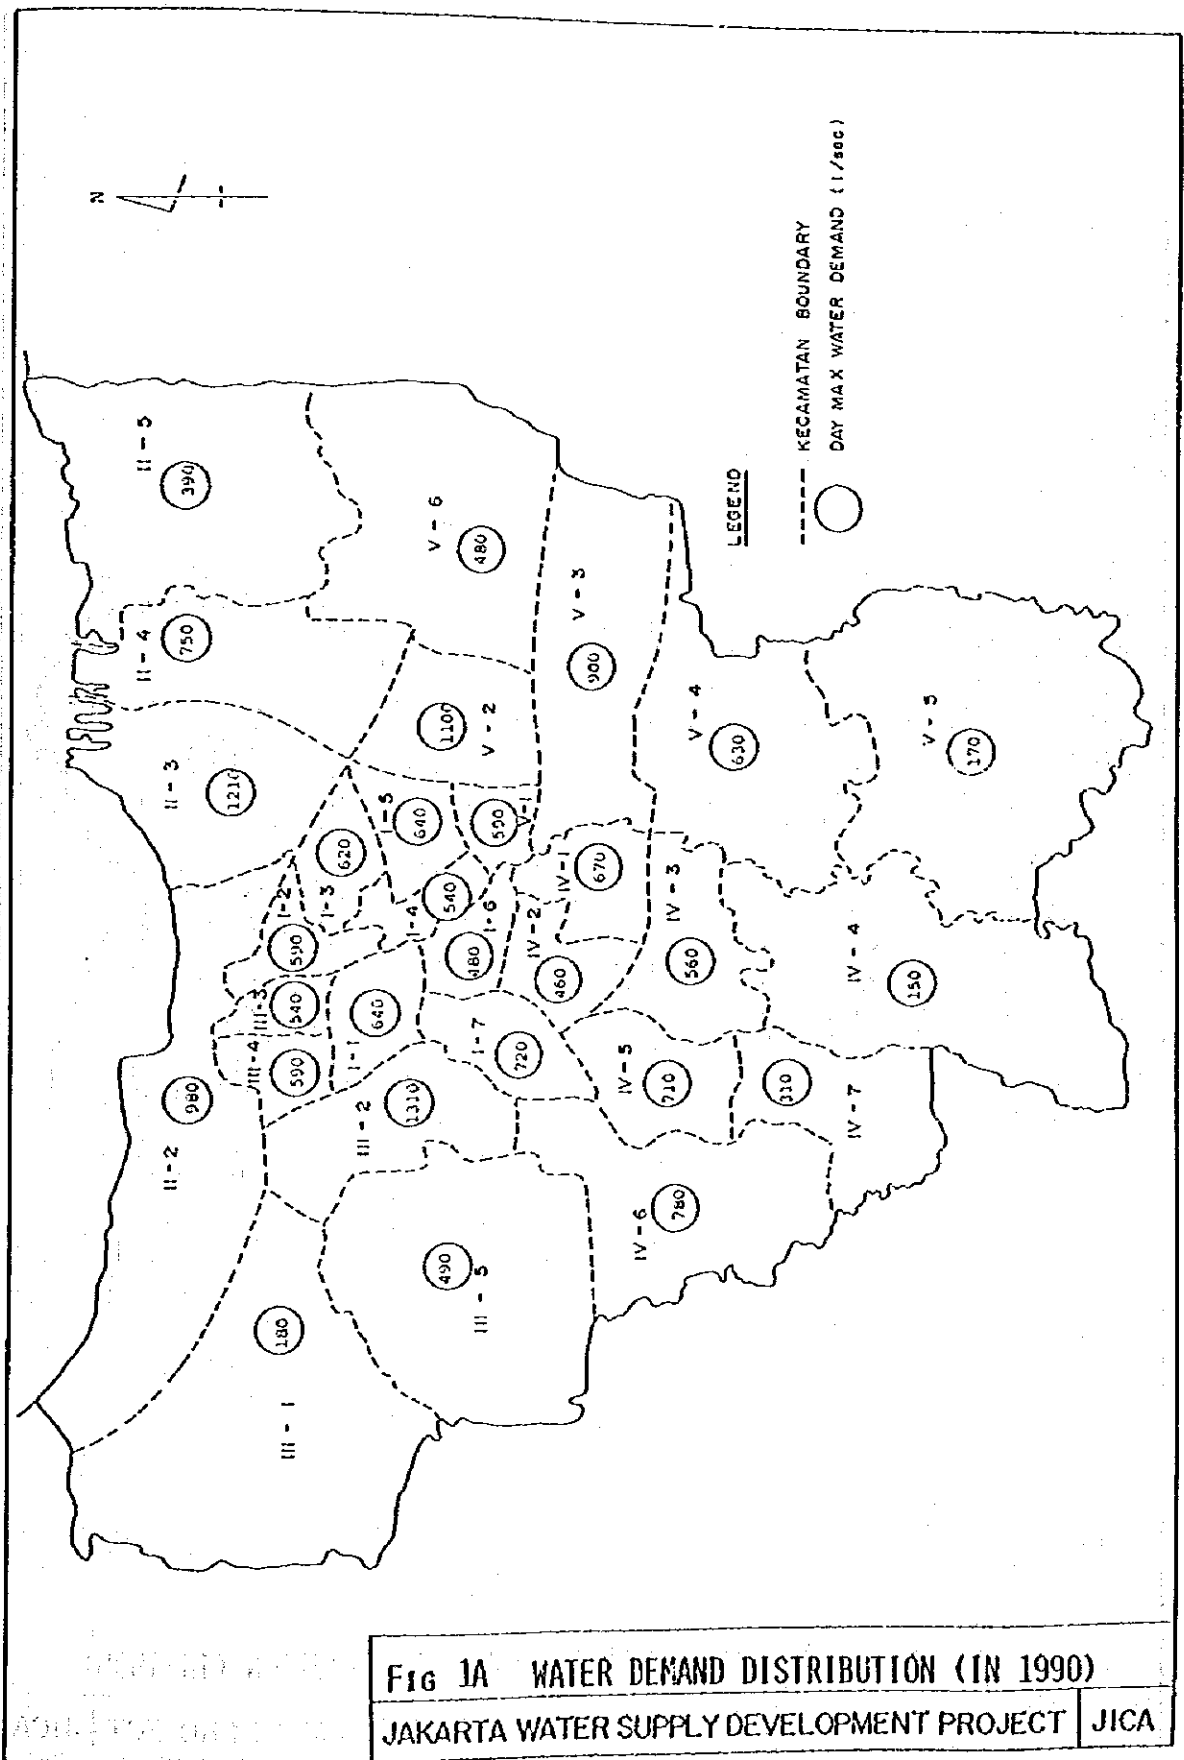 N
II - 5
390
II - 4
750
II - 3
1210
V - 6
480
V - 2
1100
V - 3
980
I - 5
640
V - 1
590
I - 3
620
I - 2
590
I - 4
540
I - 6
480
III - 3
540
III - 4
590
I - 1
640
I - 7
720
II - 2
980
III - 2
1310
III - 1
180
III - 5
490
IV - 1
670
IV - 2
460
IV - 3
560
IV - 4
150
IV - 5
710
IV - 7
310
IV - 6
780
V - 4
630
V - 5
170
LEGEND
KECAMATAN BOUNDARY
DAY MAX WATER DEMAND (l/sec)
FIG 1A WATER DEMAND DISTRIBUTION (IN 1990)
JAKARTA WATER SUPPLY DEVELOPMENT PROJECT JICA